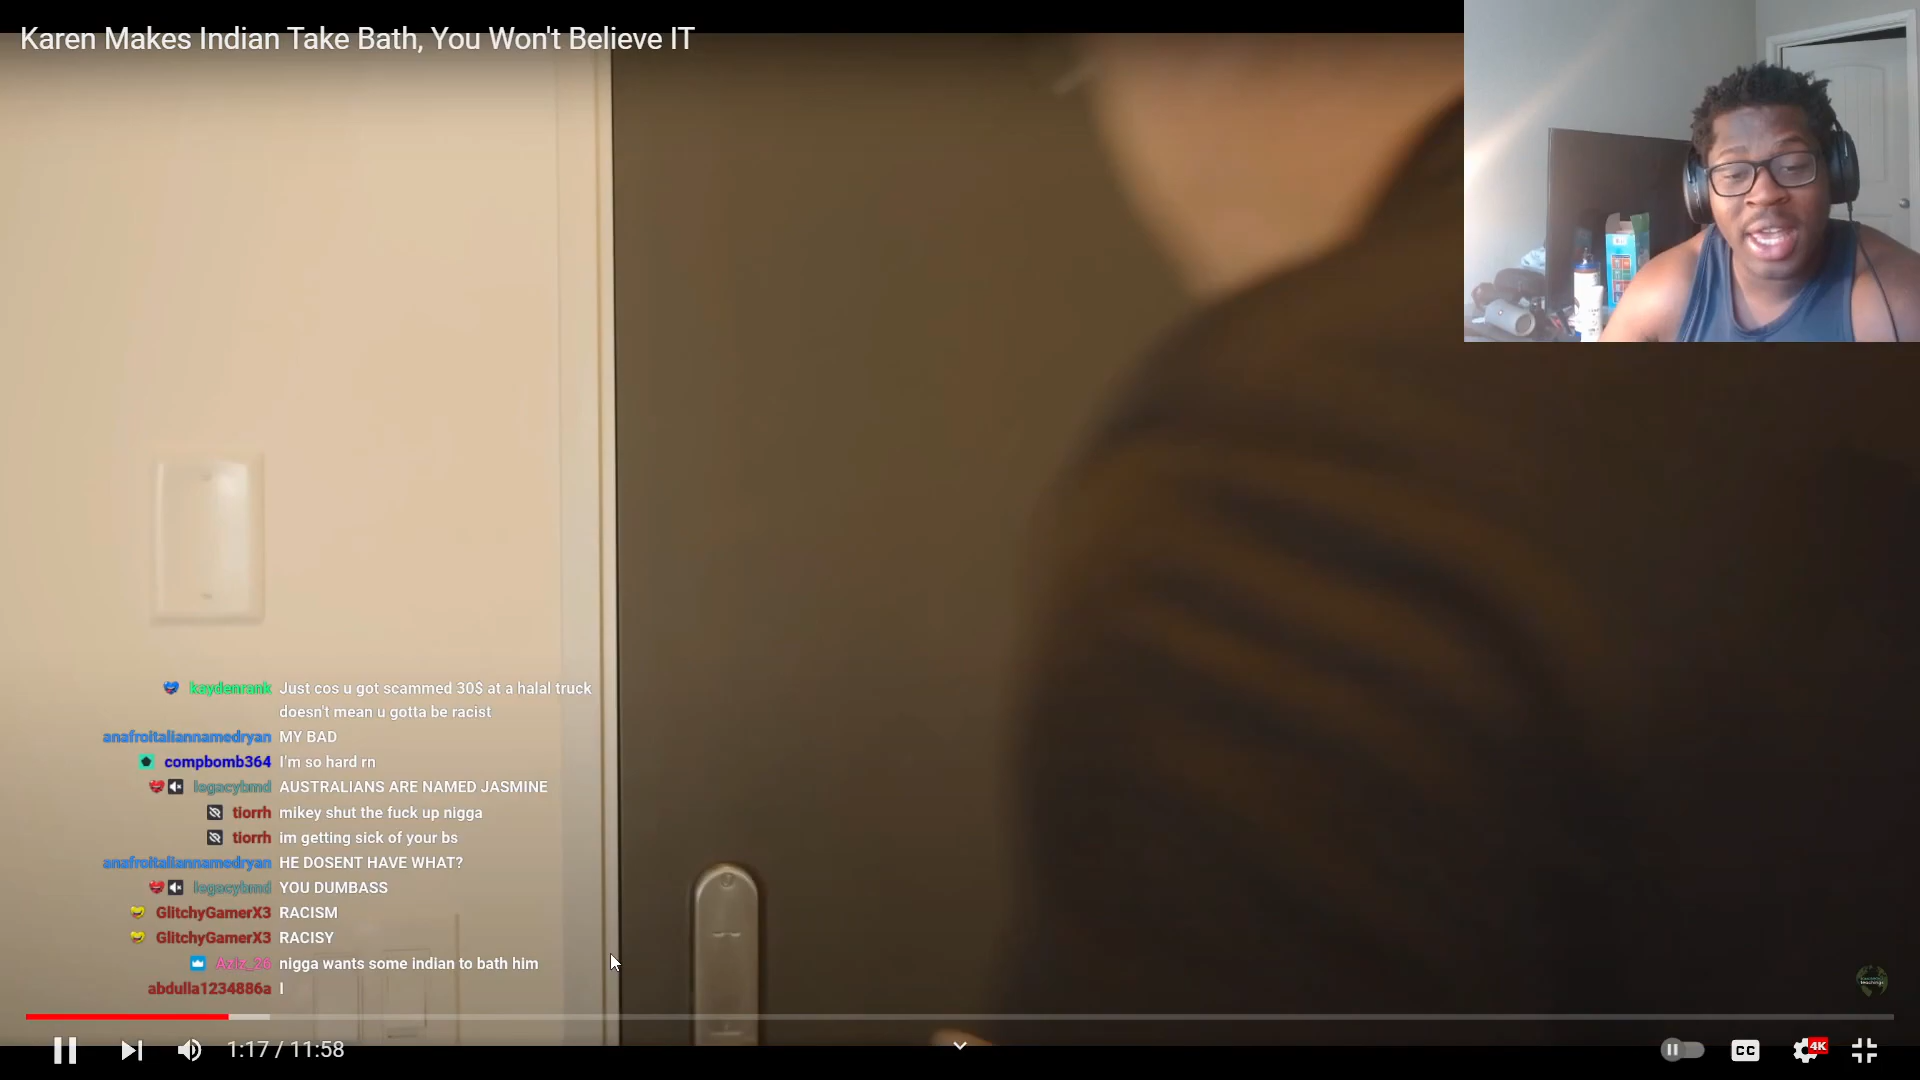 Karen Makes Indian Take Bath, You Won't Believe IT
kaydenrank Just cos u got scammed 30$ at a halal truck
doesn't mean u gotta be racist
anafroitaliannamedryan MY BAD
compbomb364 I'm so hard rn
legacybmd AUSTRALIANS ARE NAMED JASMINE
tiorrh mikey shut the fuck up nigga
tiorrh im getting sick of your bs
anafroitaliannamedryan HE DOSENT HAVE WHAT?
legacybmd YOU DUMBASS
GlitchyGamerX3 RACISM
GlitchyGamerX3 RACISY
Aziz_26 nigga wants some indian to bath him
abdulla1234886a I
1:17 / 11:58
CC
4K